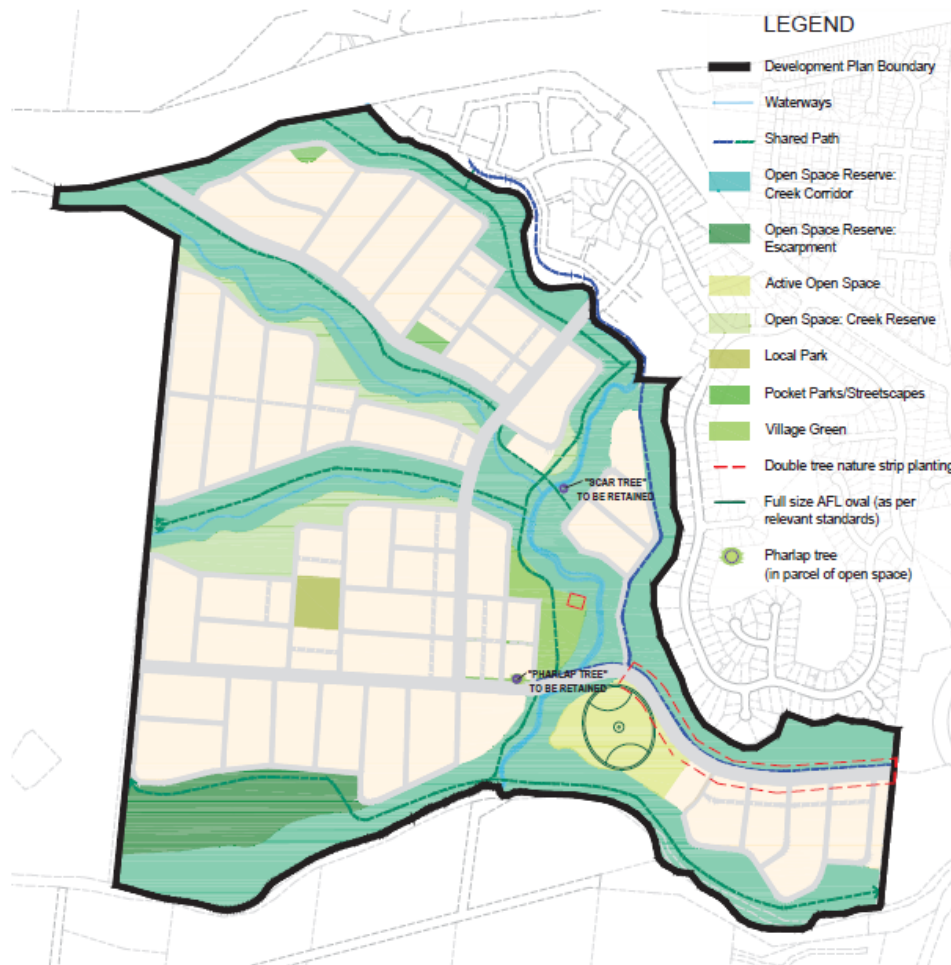 LEGEND
Development Plan Boundary
Waterways
Shared Path
Open Space Reserve:
Creek Corridor
Open Space Reserve:
Escarpment
Active Open Space
Open Space: Creek Reserve
Local Park
Pocket Parks/Streetscapes
Village Green
Double tree nature strip planting
Full size AFL oval (as per
relevant standards)
Pharlap tree
(in parcel of open space)
"SCAR TREE"
TO BE RETAINED
"PHARLAP TREE"
TO BE RETAINED